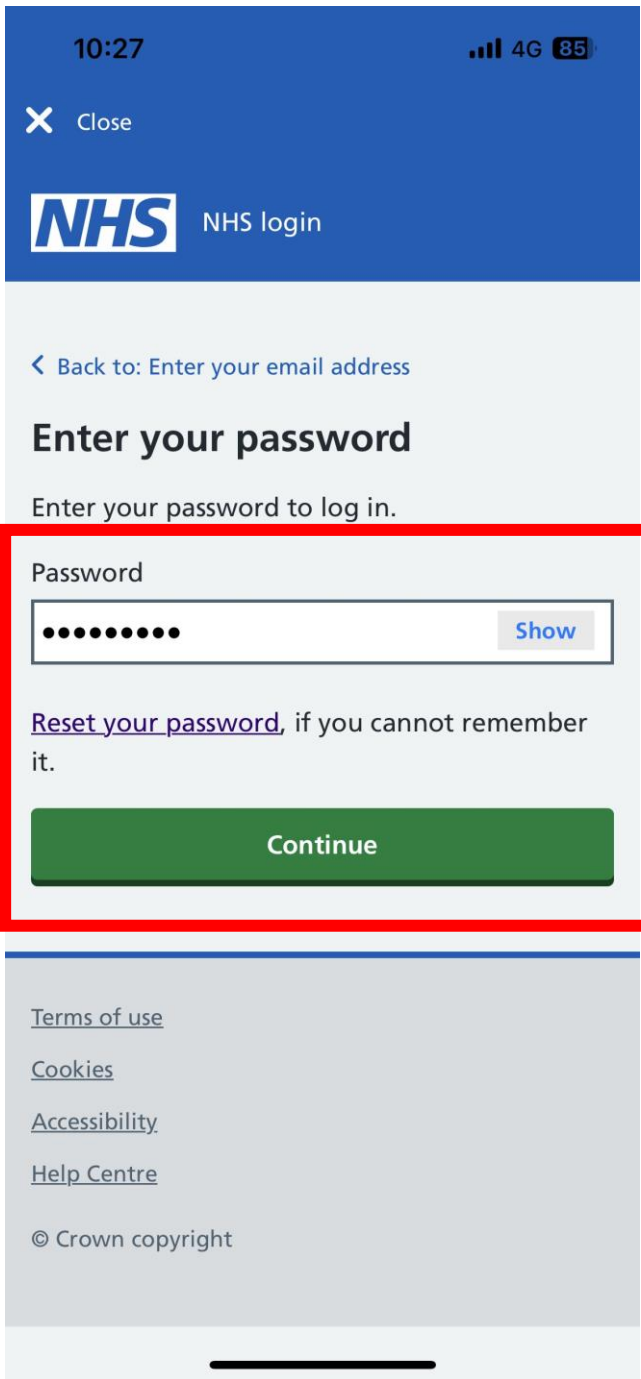 10:27 4G 85
Close
NHS NHS login
Back to: Enter your email address
Enter your password
Enter your password to log in.
Password
••••••••• Show
Reset your password, if you cannot remember
it.
Continue
Terms of use
Cookies
Accessibility
Help Centre
© Crown copyright